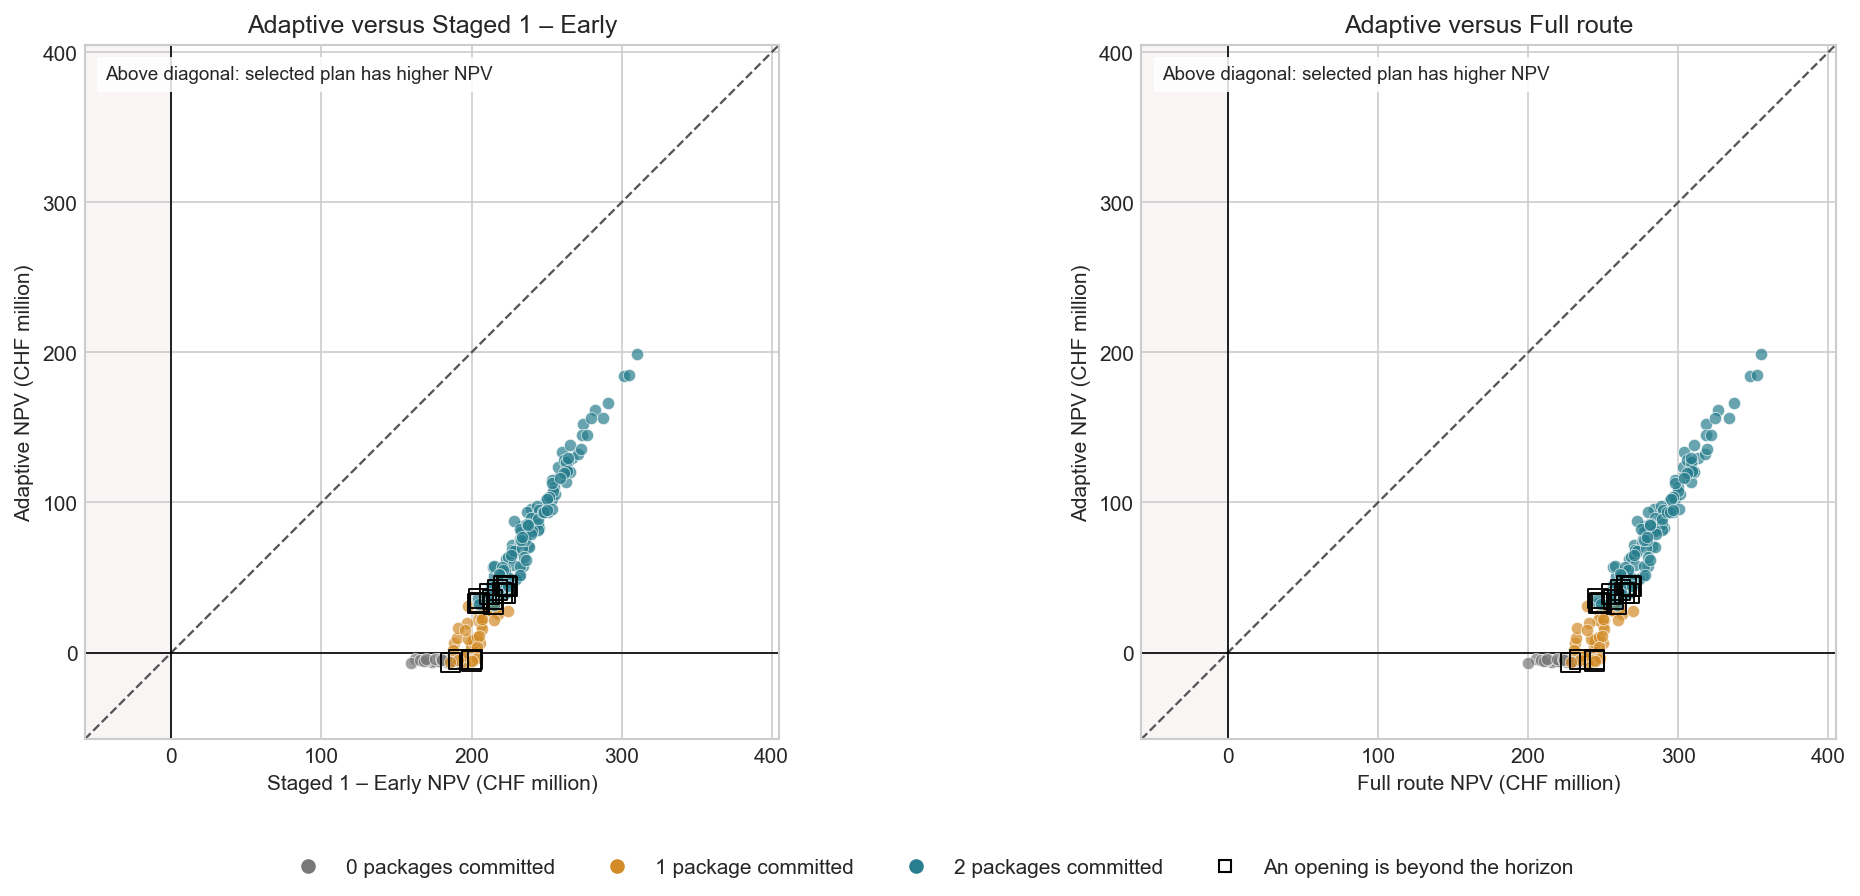 Adaptive versus Staged 1 – Early
Above diagonal: selected plan has higher NPV
400
300
200
100
0
Adaptive NPV (CHF million)
0
100
200
300
400
Staged 1 – Early NPV (CHF million)
Adaptive versus Full route
Above diagonal: selected plan has higher NPV
400
300
200
100
0
Adaptive NPV (CHF million)
0
100
200
300
400
Full route NPV (CHF million)
0 packages committed
1 package committed
2 packages committed
An opening is beyond the horizon